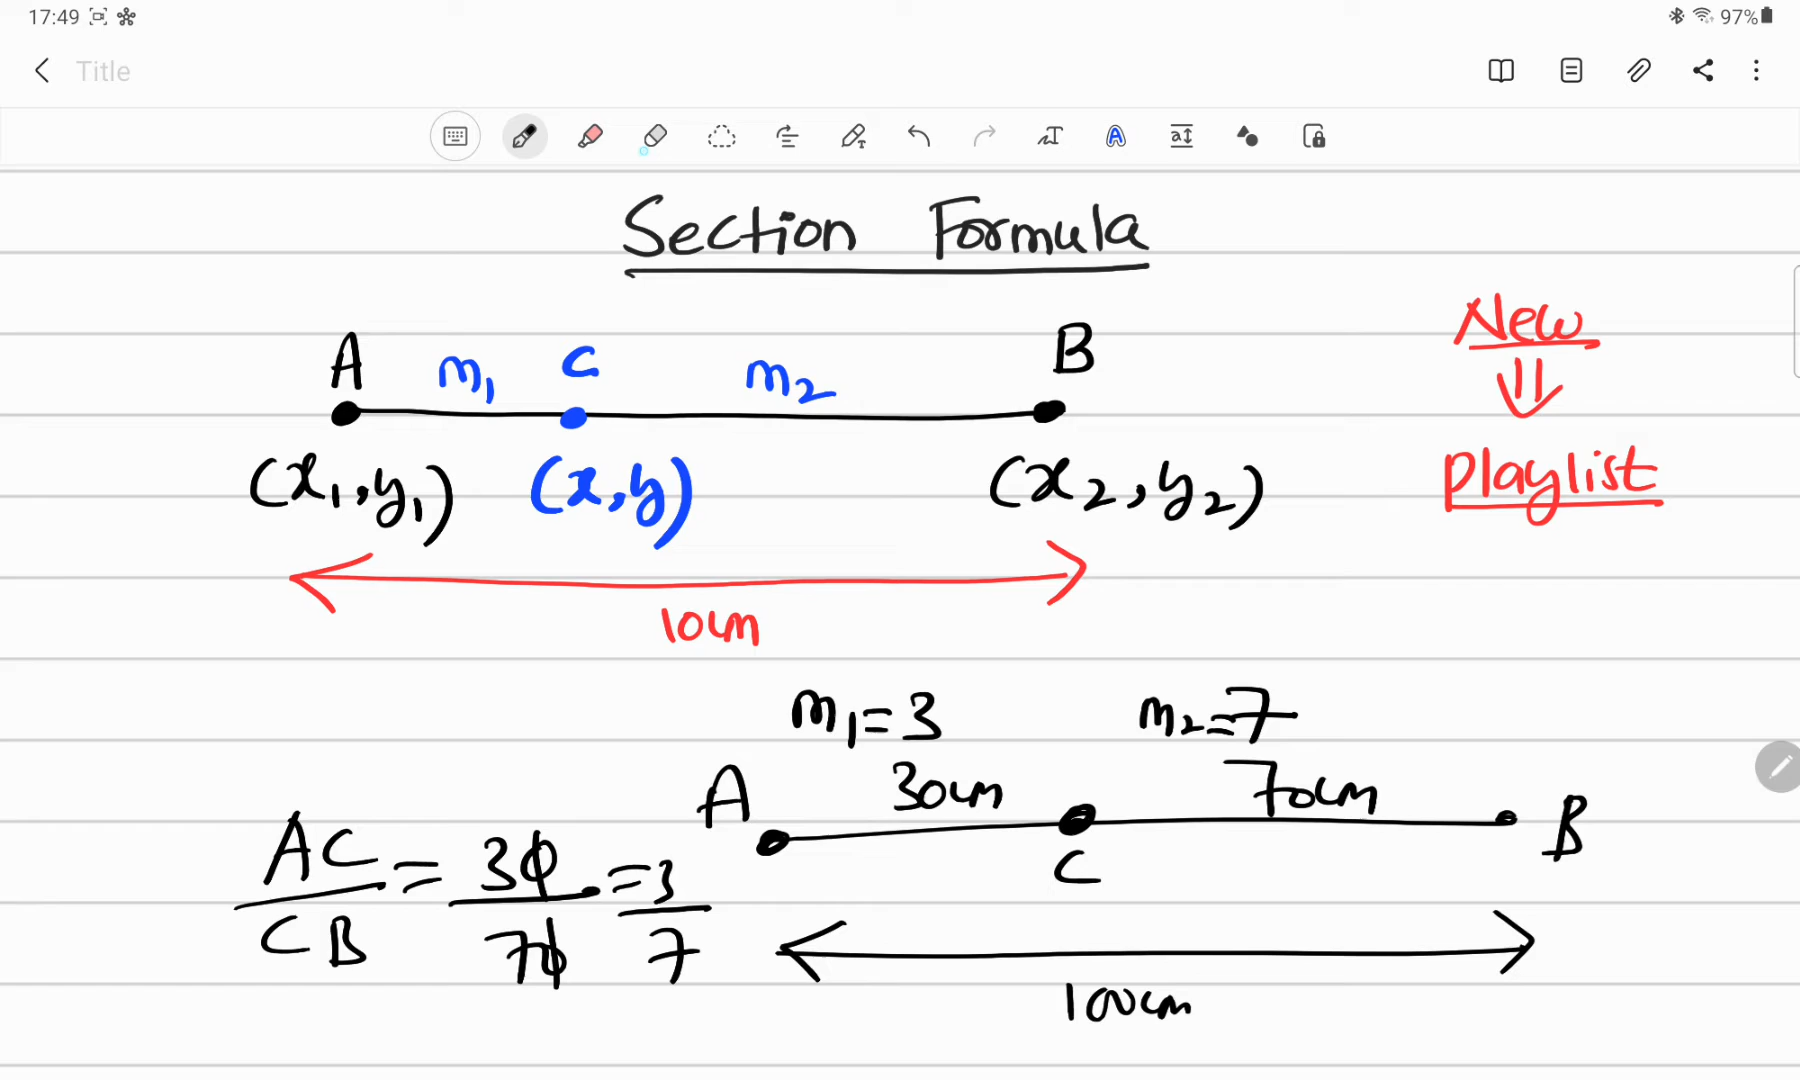 17:49 97%
Title
Section Formula
New
A m₁ C m₂ B
(x₁,y₁) (x,y) (x₂,y₂)
playlist
10cm
m₁=3 m₂=7
A 30cm 70cm B
C
AC/CB = 30/70 = 3/7
100cm